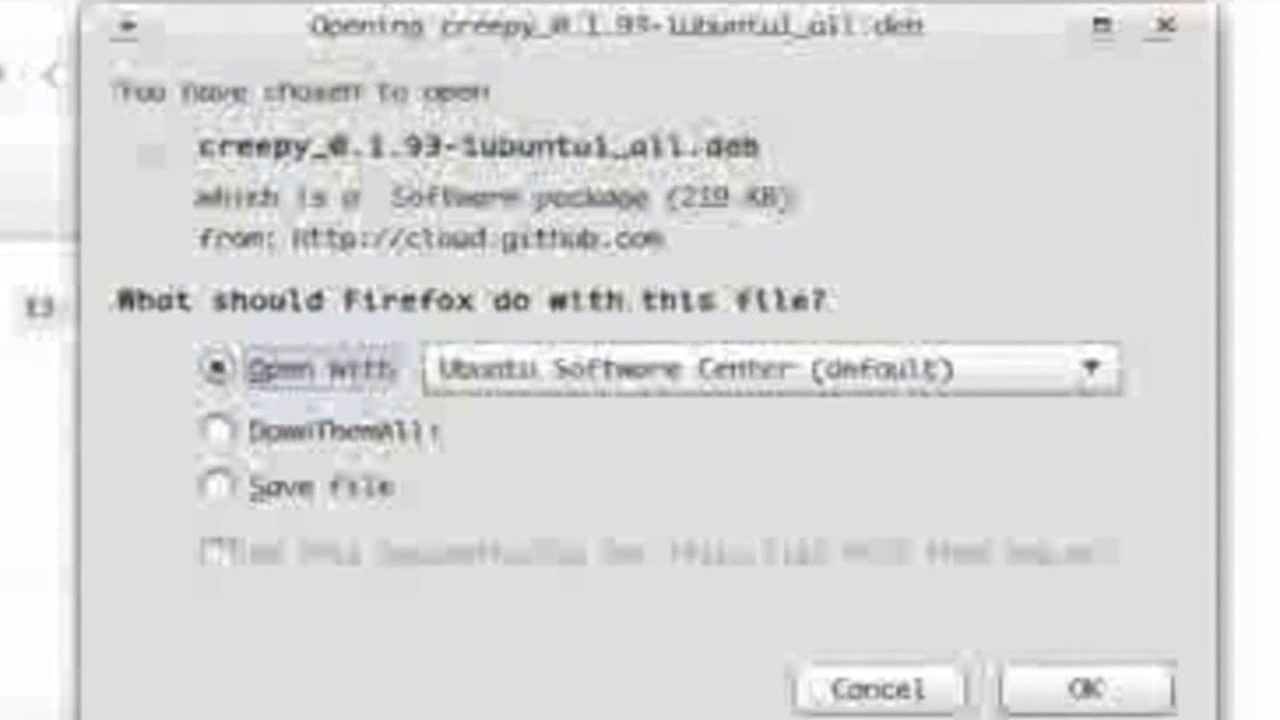 Opening creepy_0.1.93-1ubuntu1_all.deb
You have chosen to open
creepy_0.1.93-1ubuntu1_all.deb
which is a Software package (219 KB)
from: http://cloud.github.com
What should Firefox do with this file?
Open with Ubuntu Software Center (default)
DownThemAll!
Save file
Cancel OK